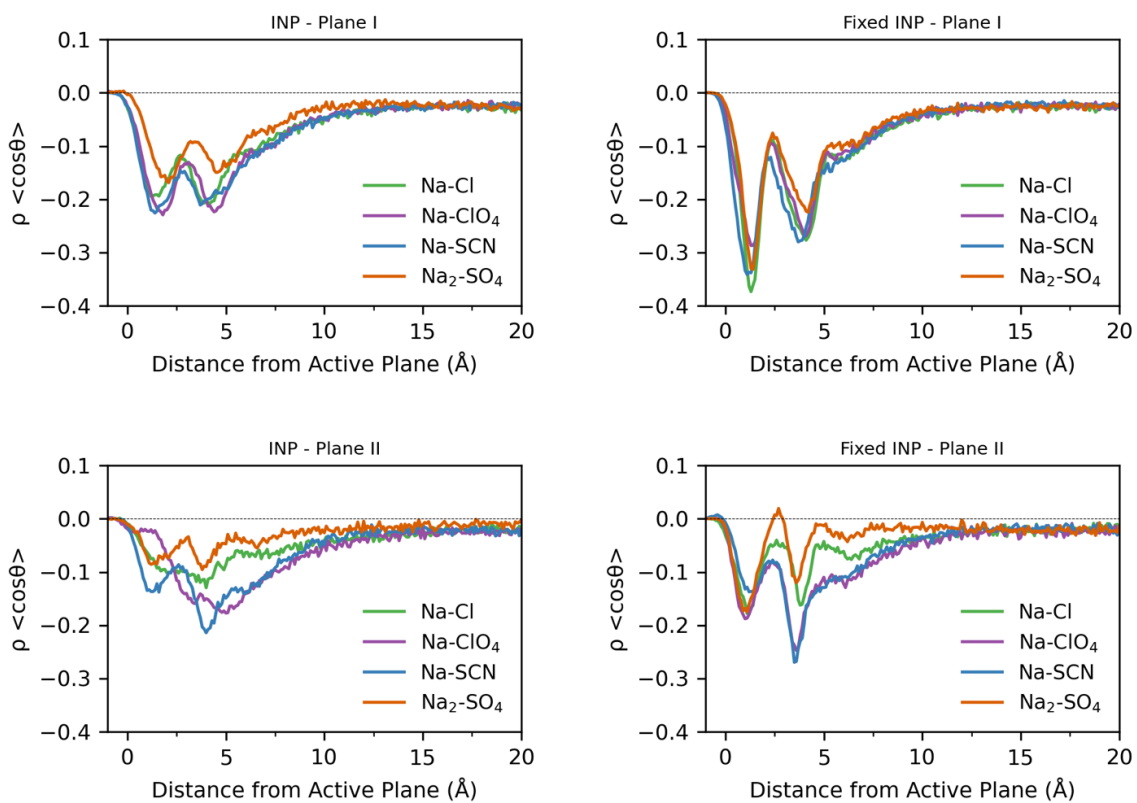 INP - Plane I
0.1
0.0
−0.1
−0.2
−0.3
−0.4
ρ <cosθ>
Na-Cl
Na-ClO₄
Na-SCN
Na₂-SO₄
0 5 10 15 20
Distance from Active Plane (Å)
Fixed INP - Plane I
0.1
0.0
−0.1
−0.2
−0.3
−0.4
ρ <cosθ>
Na-Cl
Na-ClO₄
Na-SCN
Na₂-SO₄
0 5 10 15 20
Distance from Active Plane (Å)
INP - Plane II
0.1
0.0
−0.1
−0.2
−0.3
−0.4
ρ <cosθ>
Na-Cl
Na-ClO₄
Na-SCN
Na₂-SO₄
0 5 10 15 20
Distance from Active Plane (Å)
Fixed INP - Plane II
0.1
0.0
−0.1
−0.2
−0.3
−0.4
ρ <cosθ>
Na-Cl
Na-ClO₄
Na-SCN
Na₂-SO₄
0 5 10 15 20
Distance from Active Plane (Å)